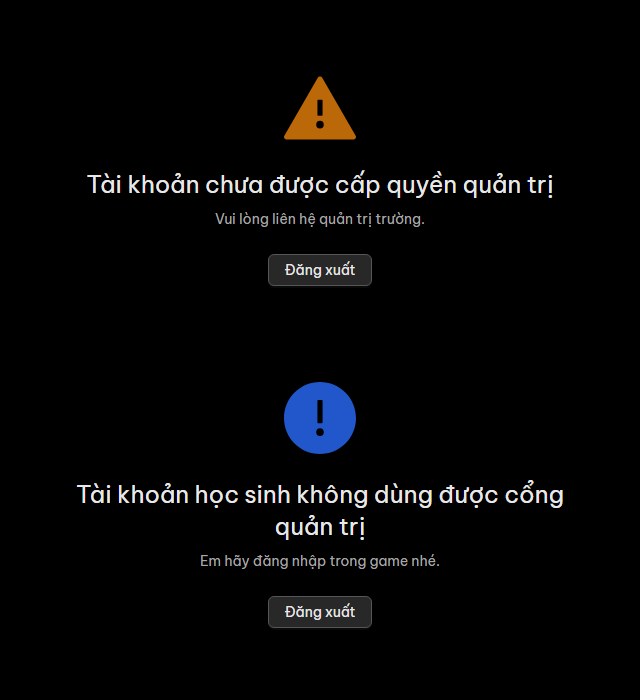 Tài khoản chưa được cấp quyền quản trị
Vui lòng liên hệ quản trị trường.
Đăng xuất
Tài khoản học sinh không dùng được cổng
quản trị
Em hãy đăng nhập trong game nhé.
Đăng xuất